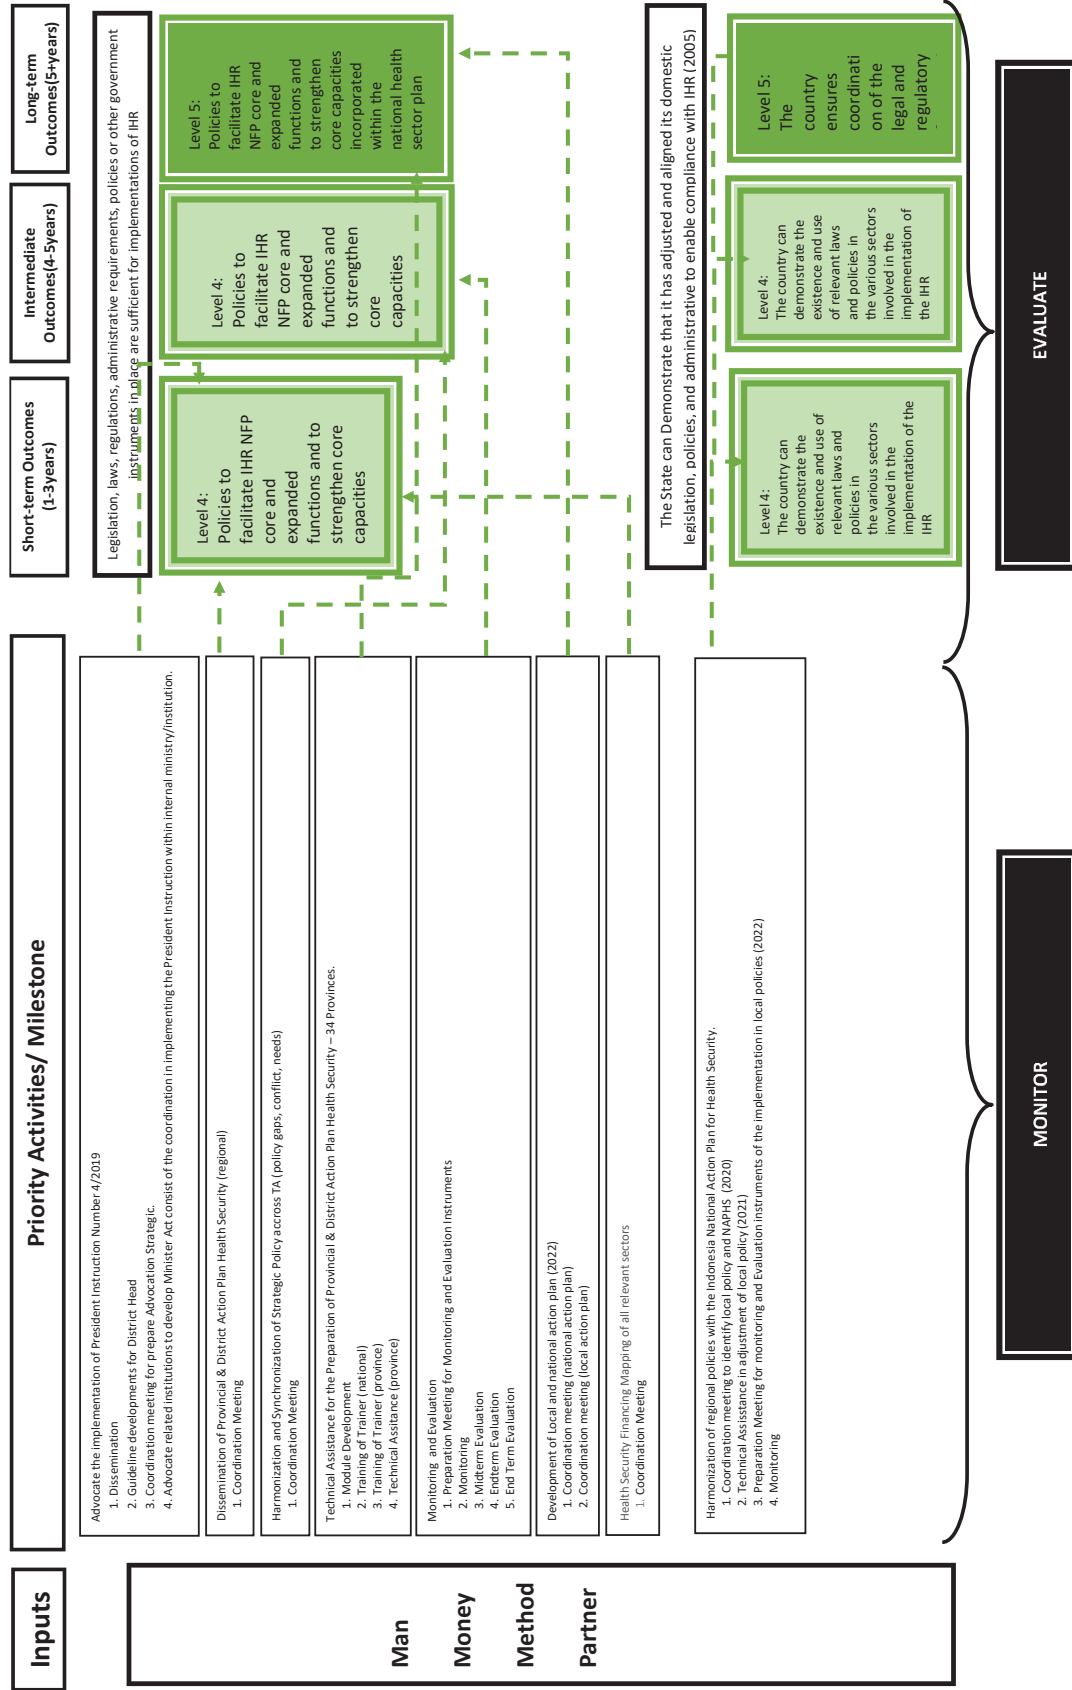 Inputs
Priority Activities/ Milestone
Short-term Outcomes
(1-3years)
Intermediate
Outcomes(4-5years)
Long-term
Outcomes(5+years)
Man
Money
Method
Partner
Advocate the implementation of President Instruction Number 4/2019
1. Dissemination
2. Guideline developments for District Head
3. Coordination meeting for prepare Advocation Strategic.
4. Advocate related institutions to develop Minister Act consist of the coordination in implementing the President Instruction within internal ministry/institution.
Dissemination of Provincial & District Action Plan Health Security (regional)
1. Coordination Meeting
Harmonization and Synchronization of Strategic Policy accross TA (policy gaps, conflict, needs)
1. Coordination Meeting
Technical Assistance for the Preparation of Provincial & District Action Plan Health Security – 34 Provinces.
1. Module Development
2. Training of Trainer (national)
3. Training of Trainer (province)
4. Technical Assitance (province)
Monitoring and Evaluation
1. Preparation Meeting for Monitoring and Evaluation Instruments
2. Monitoring
3. Midterm Evaluation
4. Endterm Evaluation
5. End Term Evaluation
Development of Local and national action plan (2022)
1. Coordination meeting (national action plan)
2. Coordination meeting (local action plan)
Health Security Financing Mapping of all relevant sectors
1. Coordination Meeting
Harmonization of regional policies with the Indonesia National Action Plan for Health Security.
1. Coordination meeting to identify local policy and NAPHS (2020)
2. Technical Assisstance in adjustment of local policy (2021)
3. Preparation Meeting for monitoring and Evaluation instruments of the implementation in local policies (2022)
4. Monitoring
Legislation, laws, regulations, administrative requirements, policies or other government
instruments in place are sufficient for implementations of IHR
Level 4:
Policies to
facilitate IHR NFP
core and
expanded
functions and to
strengthen core
capacities
Level 4:
Policies to
facilitate IHR
NFP core and
expanded
functions and
to strengthen
core
capacities
Level 5:
Policies to
facilitate IHR
NFP core and
expanded
functions and
to strengthen
core capacities
incorporated
within the
national health
sector plan
The State can Demonstrate that it has adjusted and aligned its domestic
legislation, policies, and administrative to enable compliance with IHR (2005)
Level 4:
The country can
demonstrate the
existence and use of
relevant laws and
policies in
the various sectors
involved in the
implementation of the
IHR
Level 4:
The country can
demonstrate the
existence and use
of relevant laws
and policies in
the various sectors
involved in the
implementation of
the IHR
Level 5:
The
country
ensures
coordinati
on of the
legal and
regulatory
MONITOR
EVALUATE